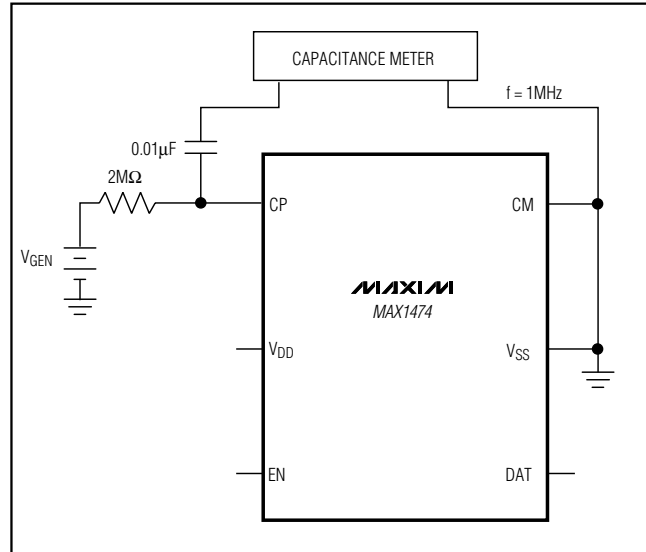 CAPACITANCE METER
f = 1MHz
0.01μF
2MΩ
CP
CM
VGEN
MAXIM
MAX1474
VDD
VSS
EN
DAT